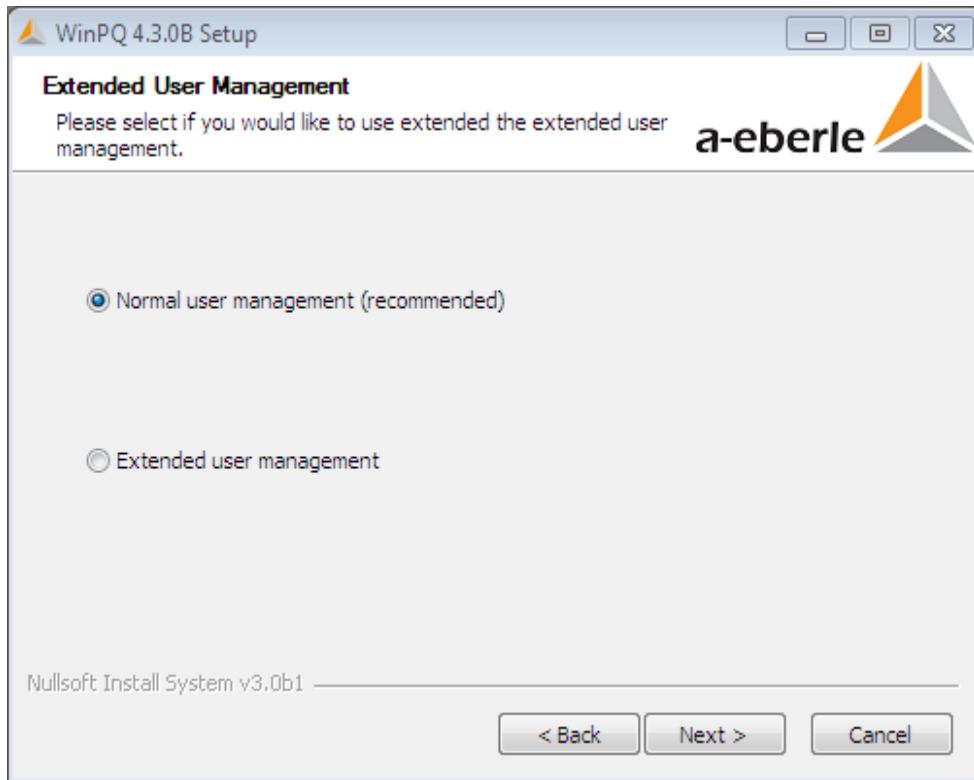 WinPQ 4.3.0B Setup
Extended User Management
Please select if you would like to use extended the extended user
management.
a-eberle
Normal user management (recommended)
Extended user management
Nullsoft Install System v3.0b1
< Back
Next >
Cancel